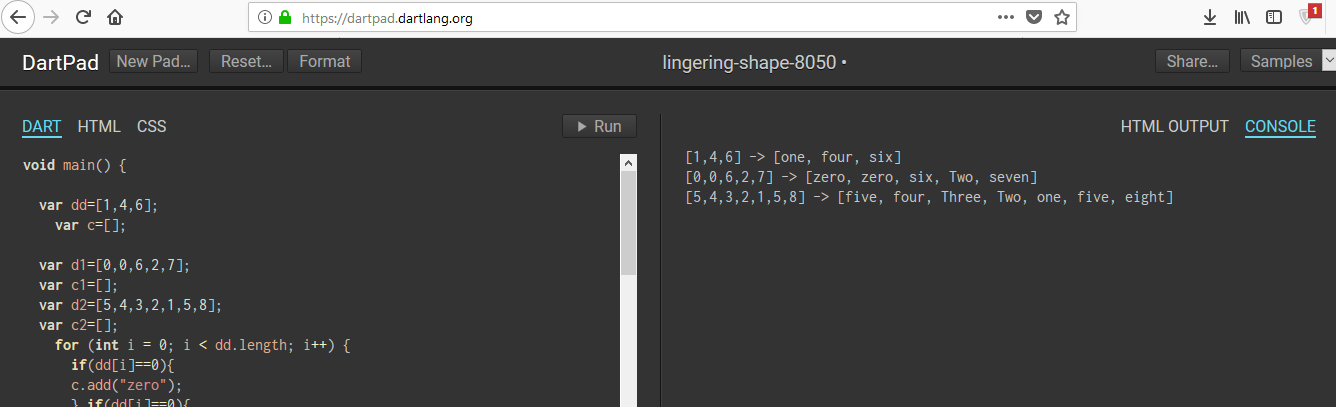 https://dartpad.dartlang.org
1
DartPad New Pad... Reset... Format lingering-shape-8050 • Share... Samples
DART HTML CSS Run HTML OUTPUT CONSOLE
void main() {
var dd=[1,4,6];
var c=[];
var d1=[0,0,6,2,7];
var c1=[];
var d2=[5,4,3,2,1,5,8];
var c2=[];
for (int i = 0; i < dd.length; i++) {
if(dd[i]==0){
c.add("zero");
} if(dd[i]==0){
[1,4,6] -> [one, four, six]
[0,0,6,2,7] -> [zero, zero, six, Two, seven]
[5,4,3,2,1,5,8] -> [five, four, Three, Two, one, five, eight]